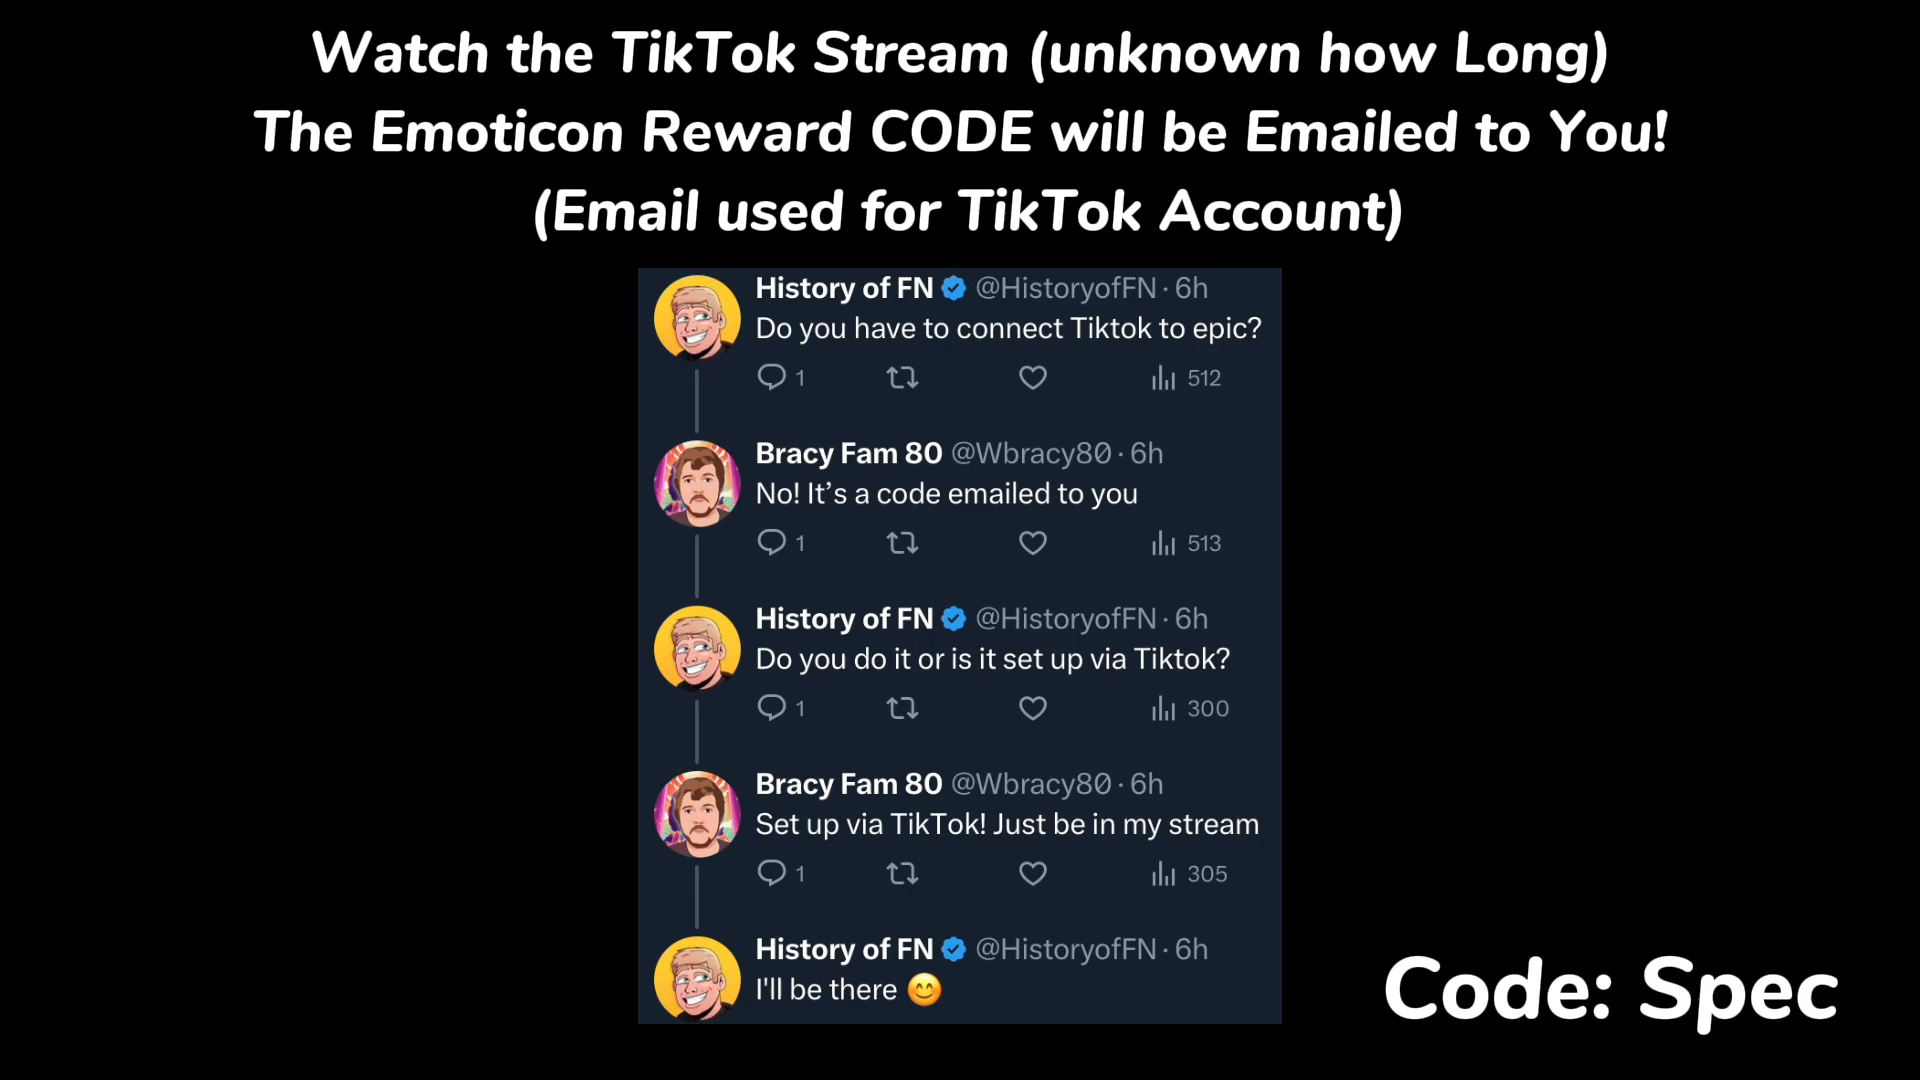 Watch the TikTok Stream (unknown how Long)
The Emoticon Reward CODE will be Emailed to You!
(Email used for TikTok Account)
History of FN @HistoryofFN · 6h
Do you have to connect Tiktok to epic?
1 512
Bracy Fam 80 @Wbracy80 · 6h
No! It’s a code emailed to you
1 513
History of FN @HistoryofFN · 6h
Do you do it or is it set up via Tiktok?
1 300
Bracy Fam 80 @Wbracy80 · 6h
Set up via TikTok! Just be in my stream
1 305
History of FN @HistoryofFN · 6h
I'll be there 😊
Code: Spec